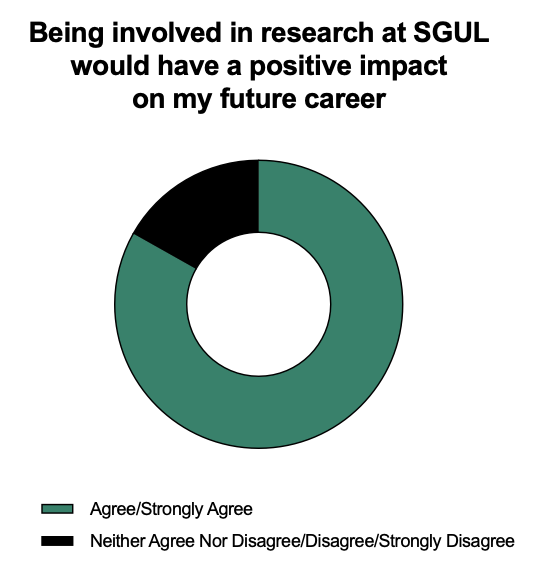 Being involved in research at SGUL
would have a positive impact
on my future career
Agree/Strongly Agree
Neither Agree Nor Disagree/Disagree/Strongly Disagree